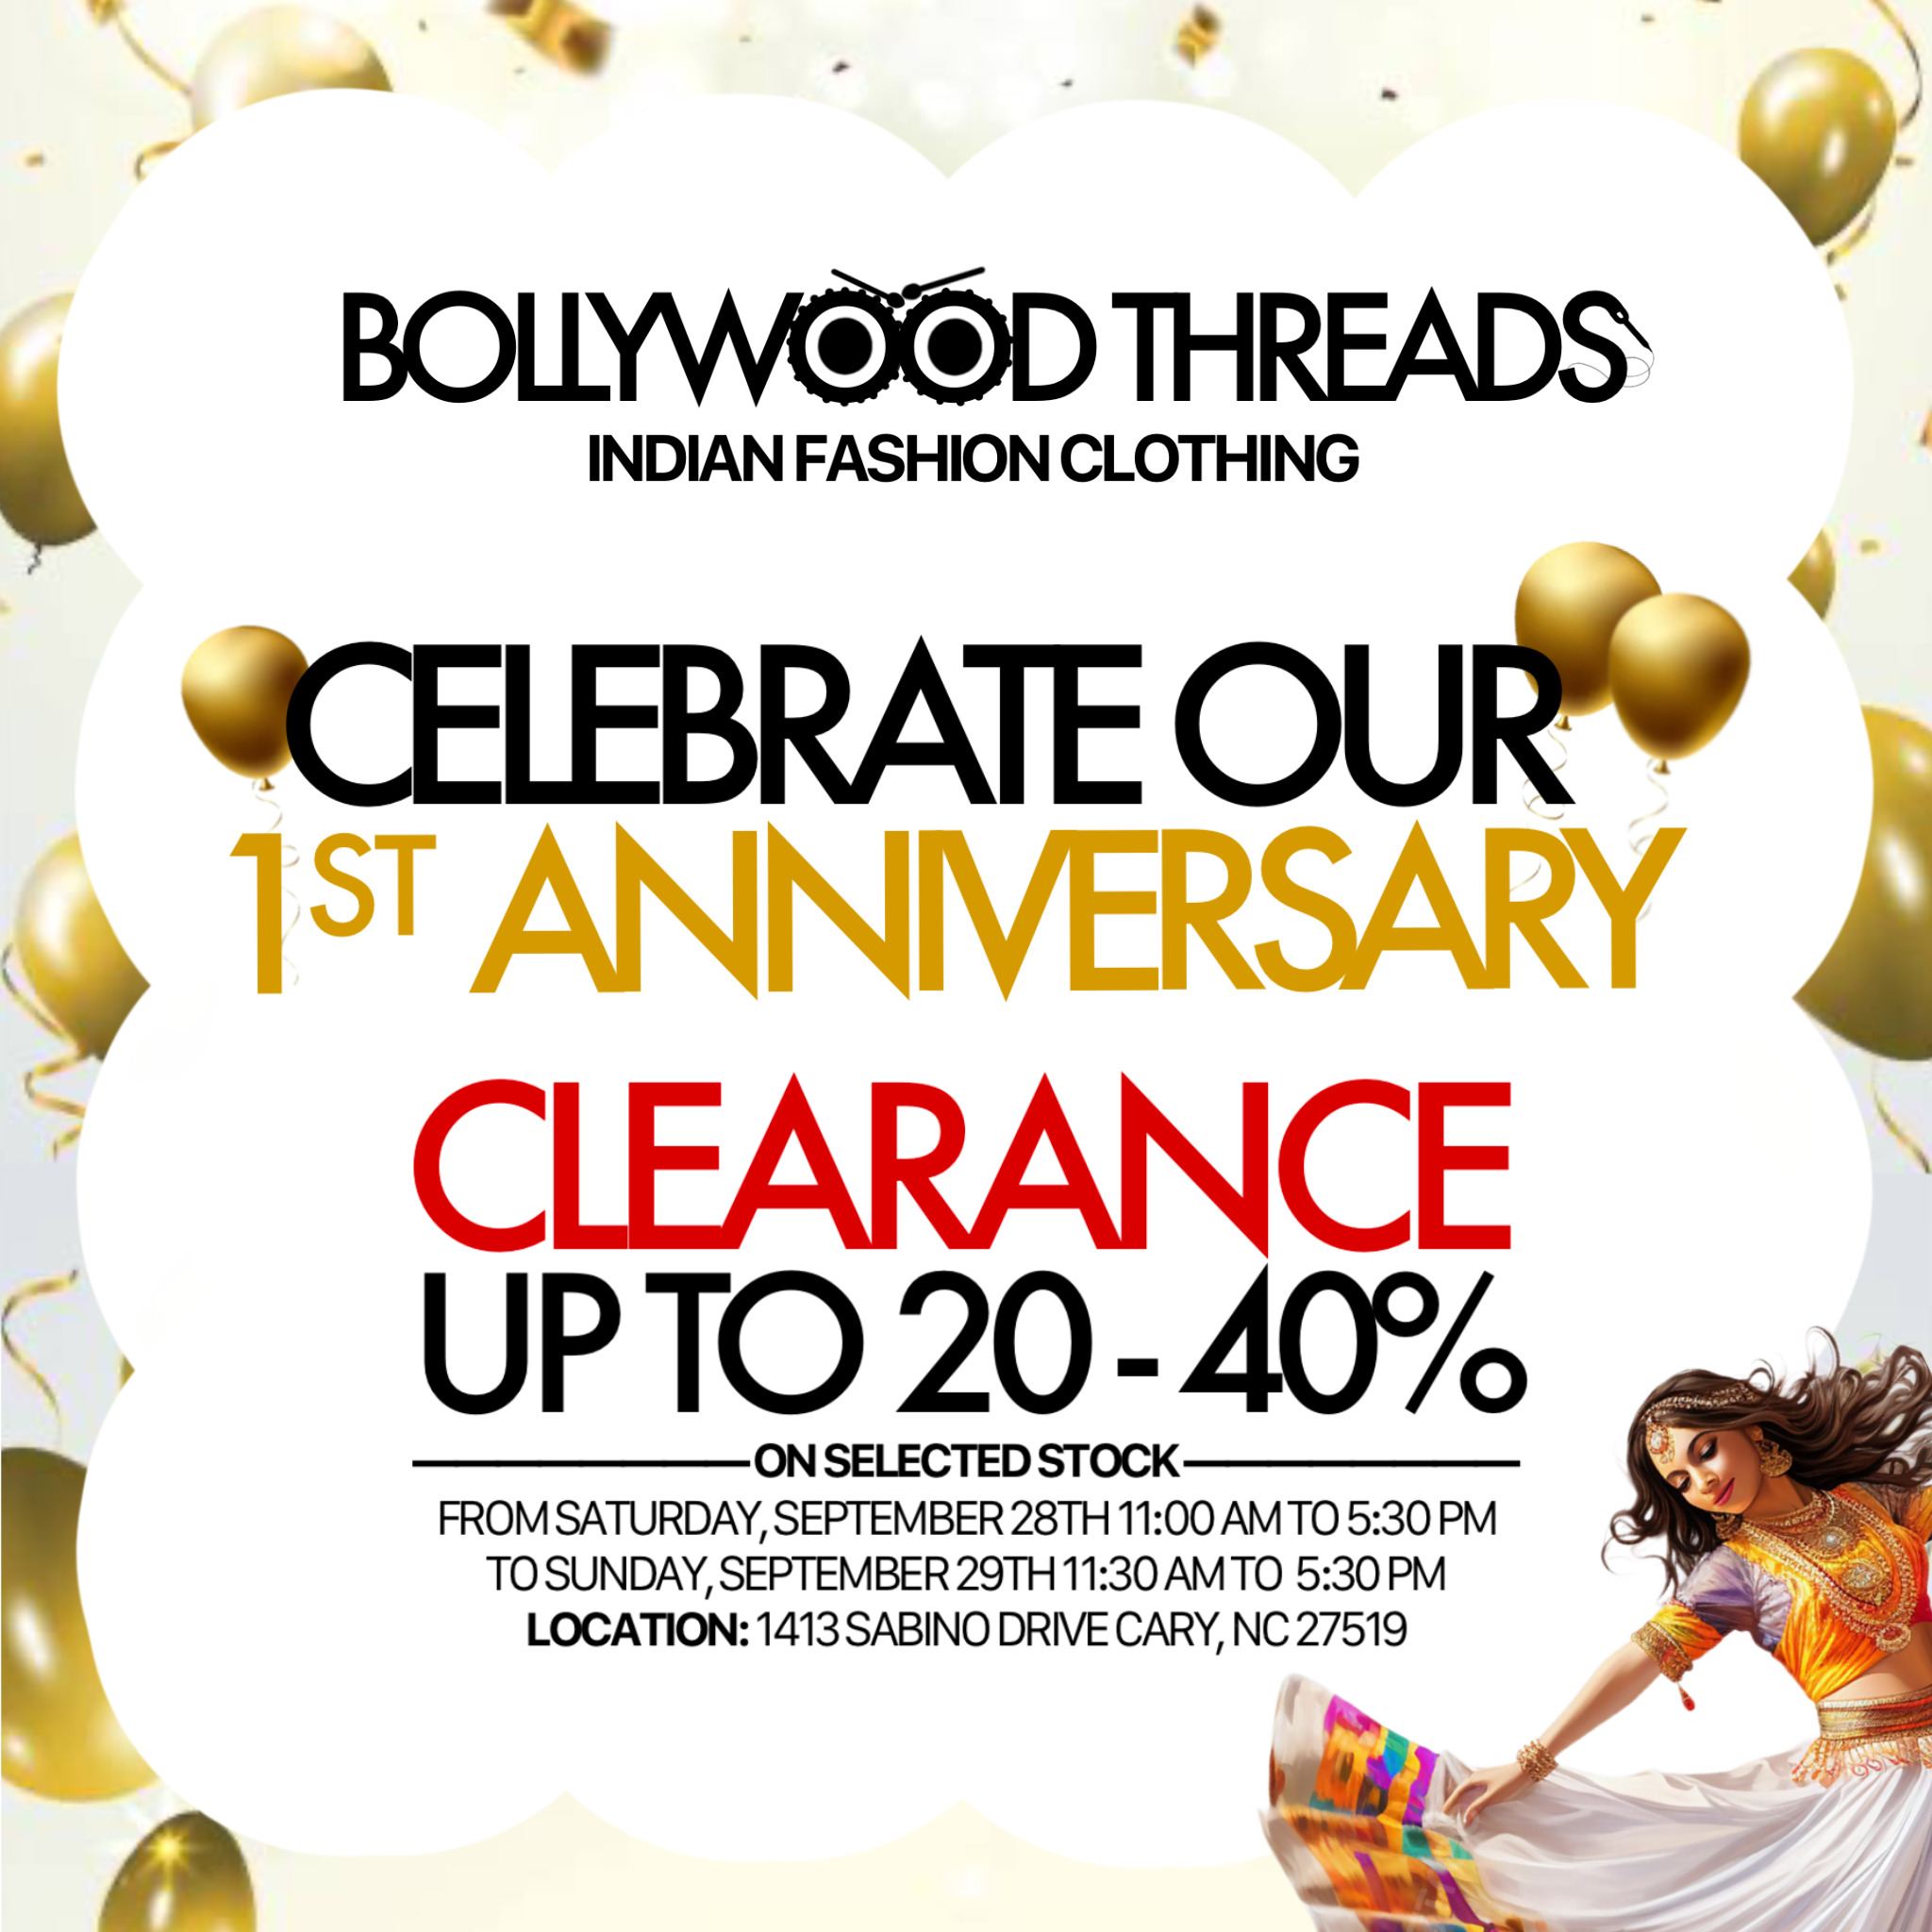 BOLLYWOOD THREADS
INDIAN FASHION CLOTHING
CELEBRATE OUR
1ST ANNIVERSARY
CLEARANCE
UP TO 20 - 40%
ON SELECTED STOCK
FROM SATURDAY, SEPTEMBER 28TH 11:00 AM TO 5:30 PM
TO SUNDAY, SEPTEMBER 29TH 11:30 AM TO 5:30 PM
LOCATION: 1413 SABINO DRIVE CARY, NC 27519